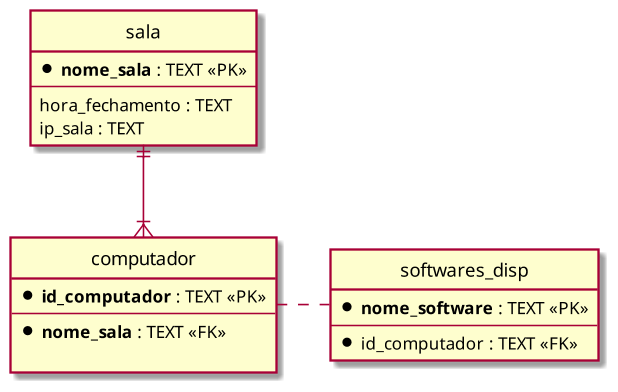 sala
nome_sala : TEXT «PK»
hora_fechamento : TEXT
ip_sala : TEXT
computador
id_computador : TEXT «PK»
nome_sala : TEXT «FK»
softwares_disp
nome_software : TEXT «PK»
id_computador : TEXT «FK»